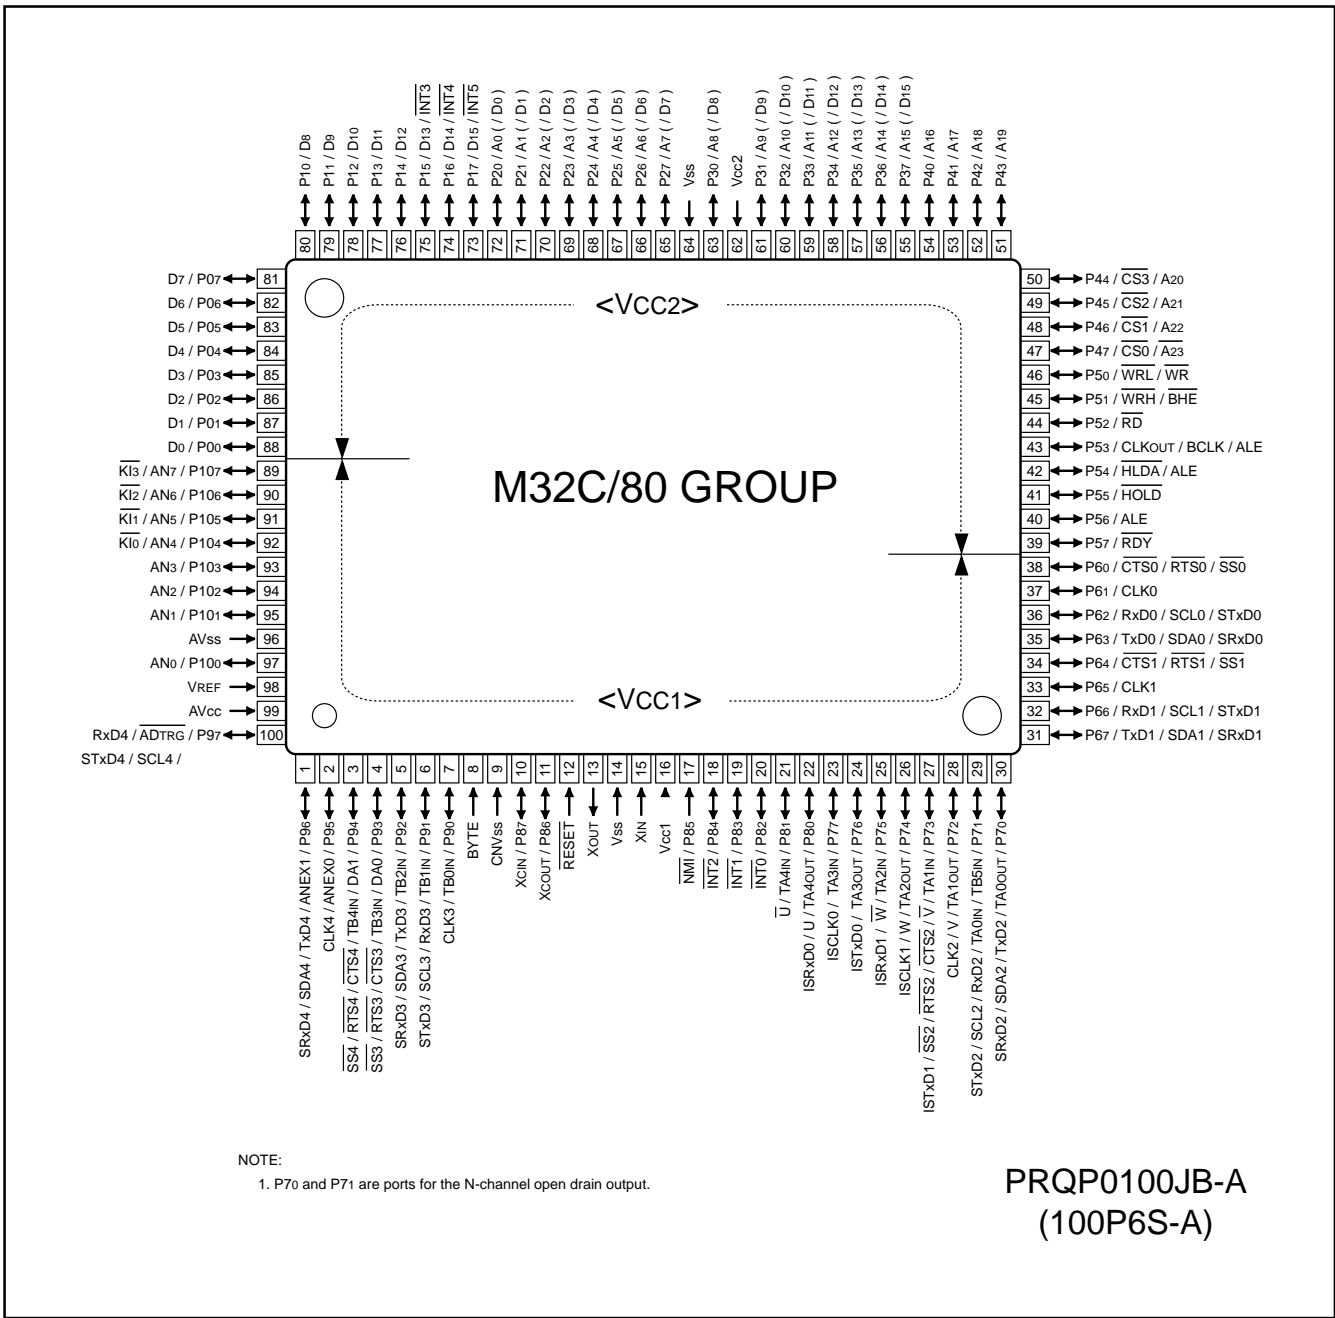 P10 / D8
P11 / D9
P12 / D10
P13 / D11
P14 / D12
P15 / D13 / INT3
P16 / D14 / INT4
P17 / D15 / INT5
P20 / A0 ( / D0 )
P21 / A1 ( / D1 )
P22 / A2 ( / D2 )
P23 / A3 ( / D3 )
P24 / A4 ( / D4 )
P25 / A5 ( / D5 )
P26 / A6 ( / D6 )
P27 / A7 ( / D7 )
Vss
P30 / A8 ( / D8 )
Vcc2
P31 / A9 ( / D9 )
P32 / A10 ( / D10 )
P33 / A11 ( / D11 )
P34 / A12 ( / D12 )
P35 / A13 ( / D13 )
P36 / A14 ( / D14 )
P37 / A15 ( / D15 )
P40 / A16
P41 / A17
P42 / A18
P43 / A19
80 79 78 77 76 75 74 73 72 71 70 69 68 67 66 65 64 63 62 61 60 59 58 57 56 55 54 53 52 51
D7 / P07 81
D6 / P06 82
D5 / P05 83
D4 / P04 84
D3 / P03 85
D2 / P02 86
D1 / P01 87
D0 / P00 88
KI3 / AN7 / P107 89
KI2 / AN6 / P106 90
KI1 / AN5 / P105 91
KI0 / AN4 / P104 92
AN3 / P103 93
AN2 / P102 94
AN1 / P101 95
AVss 96
AN0 / P100 97
VREF 98
AVcc 99
RxD4 / ADTRG / P97 100
STxD4 / SCL4 /
<VCC2>
M32C/80 GROUP
<VCC1>
50 P44 / CS3 / A20
49 P45 / CS2 / A21
48 P46 / CS1 / A22
47 P47 / CS0 / A23
46 P50 / WRL / WR
45 P51 / WRH / BHE
44 P52 / RD
43 P53 / CLKOUT / BCLK / ALE
42 P54 / HLDA / ALE
41 P55 / HOLD
40 P56 / ALE
39 P57 / RDY
38 P60 / CTS0 / RTS0 / SS0
37 P61 / CLK0
36 P62 / RxD0 / SCL0 / STxD0
35 P63 / TxD0 / SDA0 / SRxD0
34 P64 / CTS1 / RTS1 / SS1
33 P65 / CLK1
32 P66 / RxD1 / SCL1 / STxD1
31 P67 / TxD1 / SDA1 / SRxD1
1 2 3 4 5 6 7 8 9 10 11 12 13 14 15 16 17 18 19 20 21 22 23 24 25 26 27 28 29 30
SRxD4 / SDA4 / TxD4 / ANEX1 / P96
CLK4 / ANEX0 / P95
SS4 / RTS4 / CTS4 / TB4IN / DA1 / P94
SS3 / RTS3 / CTS3 / TB3IN / DA0 / P93
SRxD3 / SDA3 / TxD3 / TB2IN / P92
STxD3 / SCL3 / RxD3 / TB1IN / P91
CLK3 / TB0IN / P90
BYTE
CNVss
XCIN / P87
XCOUT / P86
RESET
XOUT
Vss
XIN
Vcc1
NMI / P85
INT2 / P84
INT1 / P83
INT0 / P82
U / TA4IN / P81
ISRxD0 / U / TA4OUT / P80
ISCLK0 / TA3IN / P77
ISTxD0 / TA3OUT / P76
ISRxD1 / W / TA2IN / P75
ISCLK1 / W / TA2OUT / P74
ISTxD1 / SS2 / RTS2 / CTS2 / V / TA1IN / P73
CLK2 / V / TA1OUT / P72
STxD2 / SCL2 / RxD2 / TA0IN / TB5IN / P71
SRxD2 / SDA2 / TxD2 / TA0OUT / P70
NOTE:
1. P70 and P71 are ports for the N-channel open drain output.
PRQP0100JB-A
(100P6S-A)